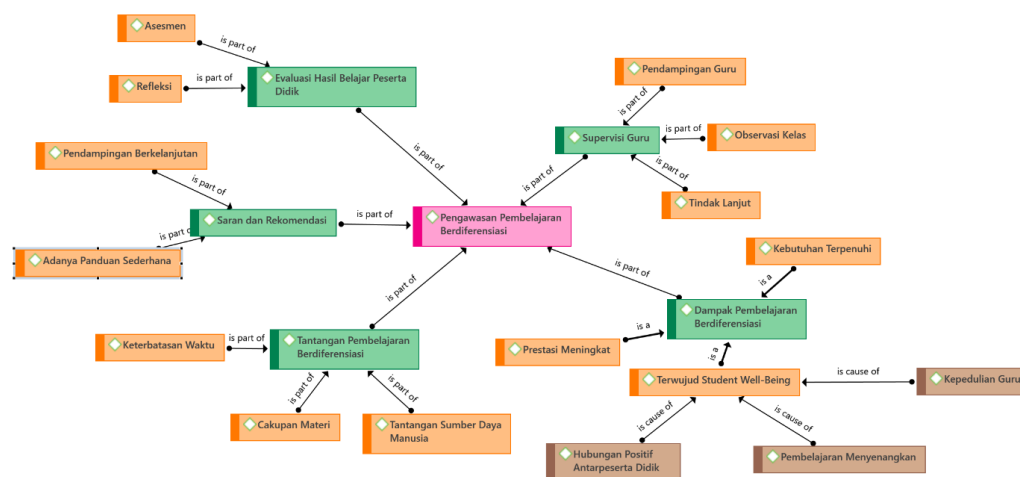 Asesmen
is part of
Evaluasi Hasil Belajar Peserta
Didik
Refleksi
is part of
is part of
Pendampingan Guru
is part of
Supervisi Guru
is part of
Observasi Kelas
is part of
Tindak Lanjut
is part of
Pendampingan Berkelanjutan
is part of
Saran dan Rekomendasi
is part of
Pengawasan Pembelajaran
Berdiferensiasi
is part of
Adanya Panduan Sederhana
Kebutuhan Terpenuhi
is a
is part of
Dampak Pembelajaran
Berdiferensiasi
is part of
Keterbatasan Waktu
is part of
Tantangan Pembelajaran
Berdiferensiasi
is a
Prestasi Meningkat
is a
Terwujud Student Well-Being
is cause of
Kepedulian Guru
is part of
Cakupan Materi
is part of
Tantangan Sumber Daya
Manusia
is cause of
Hubungan Positif
Antarpeserta Didik
is cause of
Pembelajaran Menyenangkan